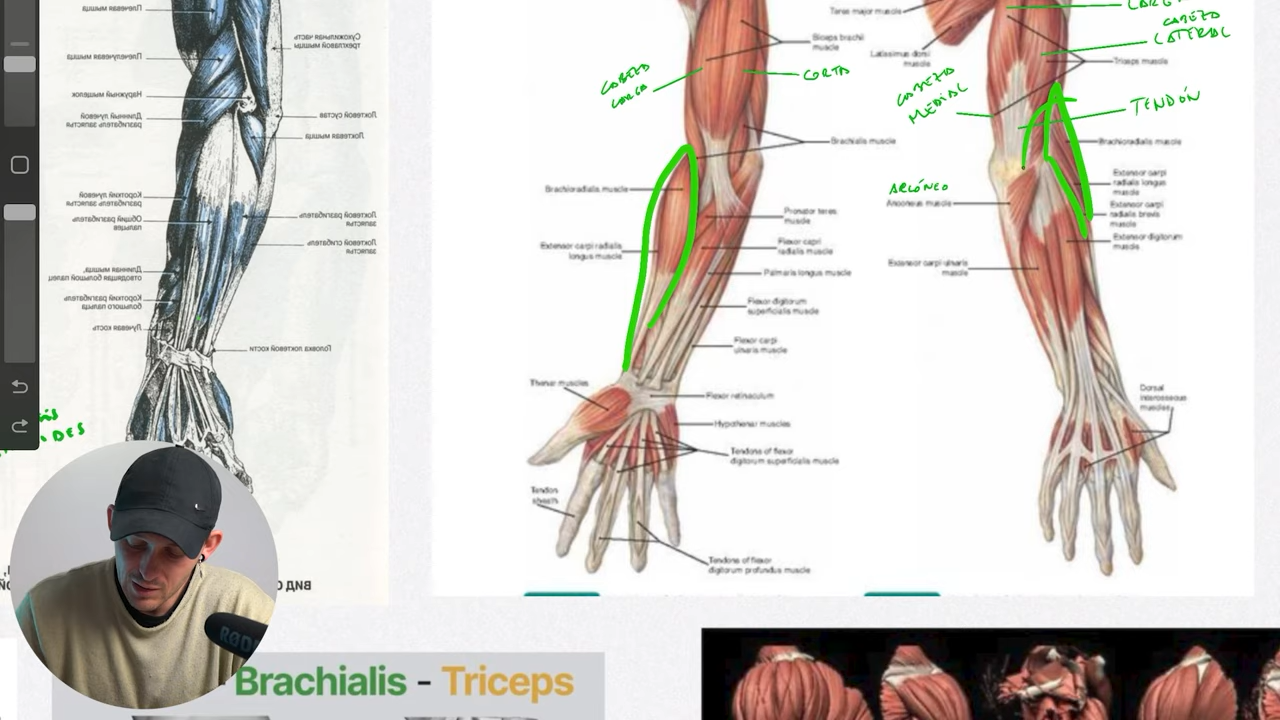 Biceps brachii
muscle
Brachialis muscle
Brachioradialis muscle
Extensor carpi radialis
longus muscle
Pronator teres
muscle
Flexor capri
radialis muscle
Palmaris longus muscle
Flexor digitorum
superficialis muscle
Flexor carpi
ulnaris muscle
Thenar muscles
Flexor retinaculum
Hypothenar muscles
Tendons of flexor
digitorum superficialis muscle
Tendon
sheath
Tendons of flexor
digitorum profundus muscle
CABEZA
LARGA
CORTA
Teres major muscle
Latissimus dorsi
muscle
CABEZA
LATERAL
Triceps muscle
CABEZA
MEDIAL
TENDÓN
Brachioradialis muscle
ANCÓNEO
Anconeus muscle
Extensor carpi
radialis longus
muscle
Extensor carpi
radialis brevis
muscle
Extensor digitorum
muscle
Extensor carpi ulnaris
muscle
Dorsal
interosseous
muscles
Плечевая
мышца
Сухожильная часть
трехглавой мышцы
Плечелучевая мышца
Наружный мыщелок
Длинный лучевой
разгибатель запястья
Локтевой сустав
Локтевая мышца
Короткий лучевой
разгибатель запястья
Общий разгибатель
пальцев
Локтевой разгибатель
запястья
Локтевой сгибатель
запястья
Длинная мышца,
отводящая большой палец
Короткий разгибатель
большого пальца
Лучевая кость
Головка локтевой кости
ВИД С
RØDE
Brachialis - Triceps